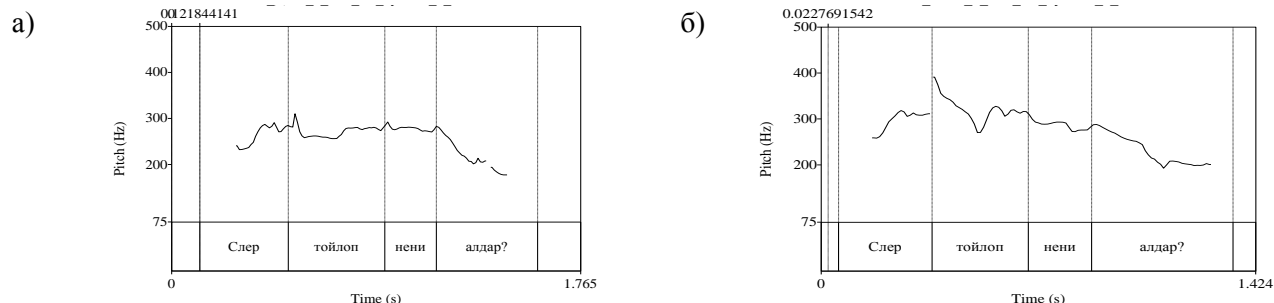 а)
0.0121844141
500
400
300
200
75
Pitch (Hz)
Слер
тойлоп
нени
алдар?
0
1.765
Time (s)
б)
0.0227691542
500
400
300
200
75
Pitch (Hz)
Слер
тойлоп
нени
алдар?
0
1.424
Time (s)